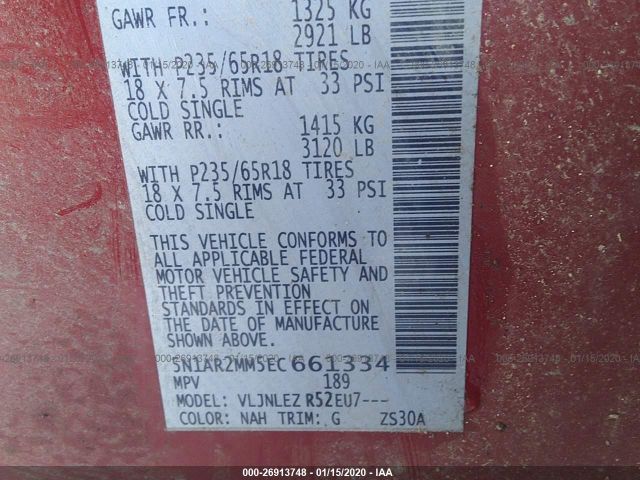 GAWR FR.: 1325 KG
2921 LB
WITH P235/65R18 TIRES
18 X 7.5 RIMS AT 33 PSI
COLD SINGLE
GAWR RR.: 1415 KG
3120 LB
WITH P235/65R18 TIRES
18 X 7.5 RIMS AT 33 PSI
COLD SINGLE
THIS VEHICLE CONFORMS TO
ALL APPLICABLE FEDERAL
MOTOR VEHICLE SAFETY AND
THEFT PREVENTION
STANDARDS IN EFFECT ON
THE DATE OF MANUFACTURE
SHOWN ABOVE.
5N1AR2MM5EC661334
MPV 189
MODEL: VLJNLEZ R52EU7---
COLOR: NAH TRIM: G ZS30A
000-26913748 - 01/15/2020 - IAA